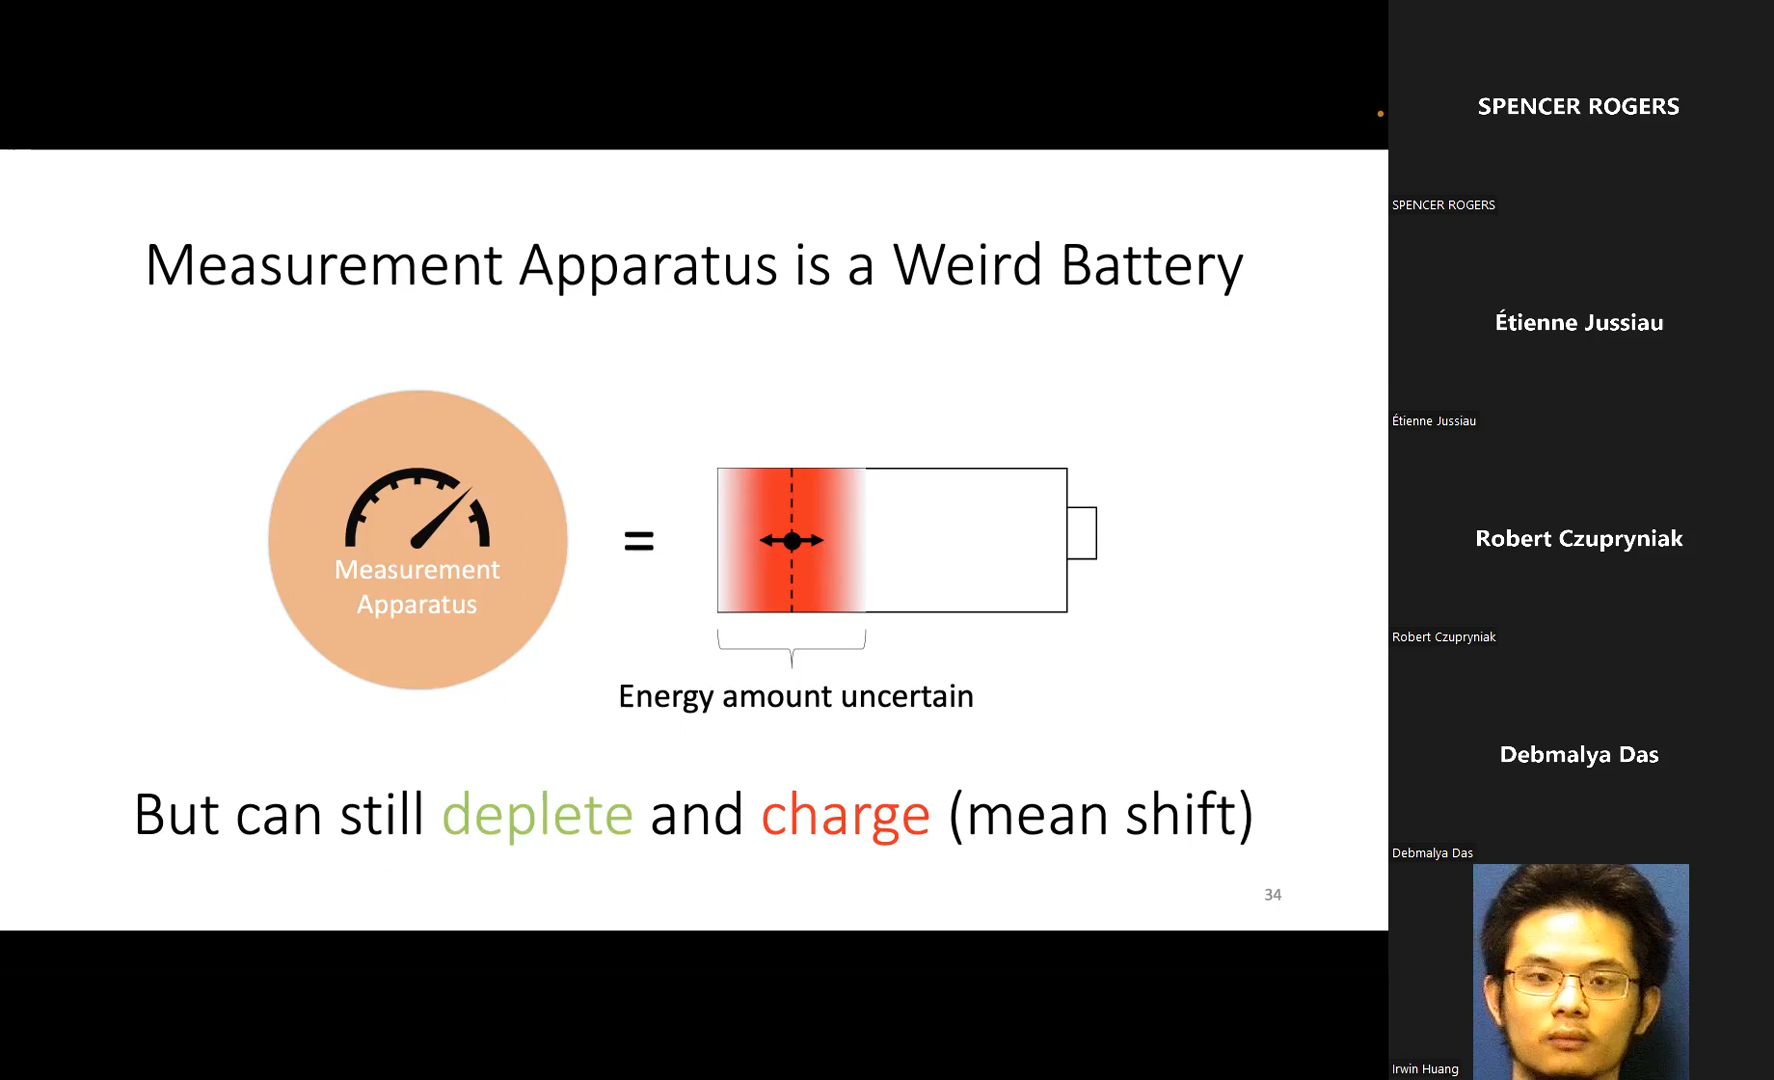 Measurement Apparatus is a Weird Battery
Measurement
Apparatus
=
Energy amount uncertain
But can still deplete and charge (mean shift)
34
SPENCER ROGERS
SPENCER ROGERS
Étienne Jussiau
Étienne Jussiau
Robert Czupryniak
Robert Czupryniak
Debmalya Das
Debmalya Das
Irwin Huang